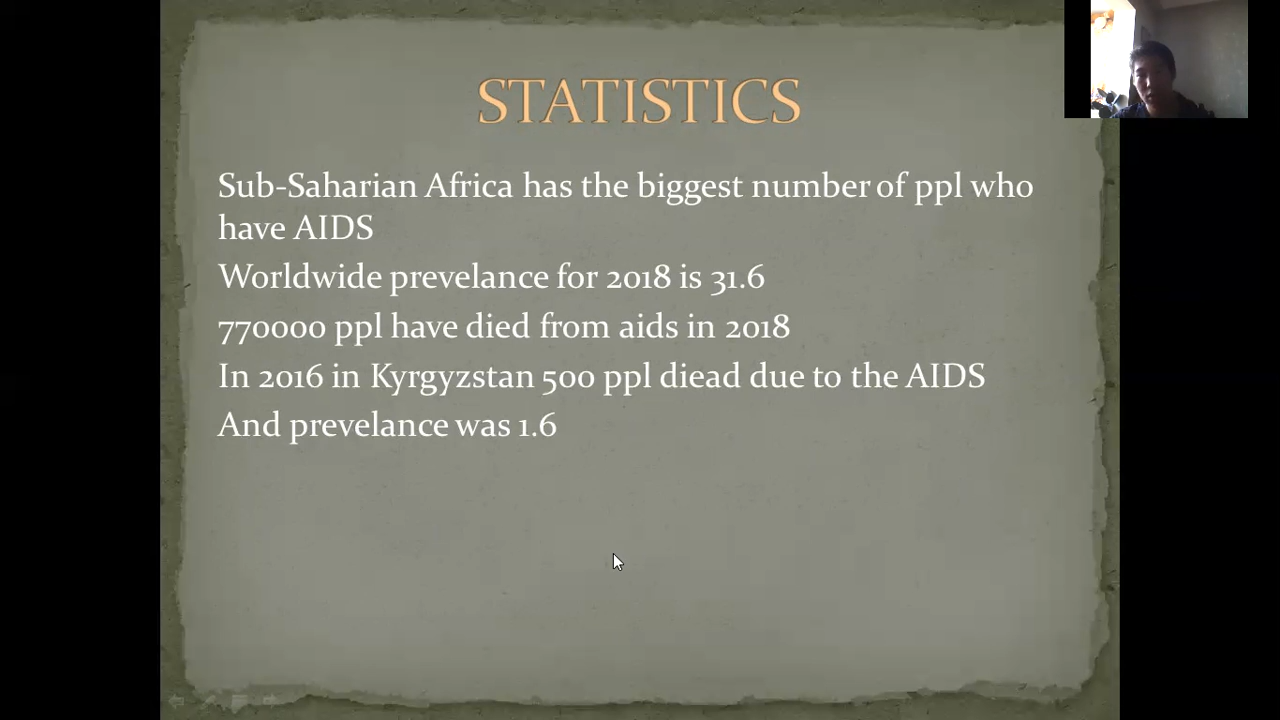 STATISTICS
Sub-Saharian Africa has the biggest number of ppl who
have AIDS
Worldwide prevelance for 2018 is 31.6
770000 ppl have died from aids in 2018
In 2016 in Kyrgyzstan 500 ppl diead due to the AIDS
And prevelance was 1.6